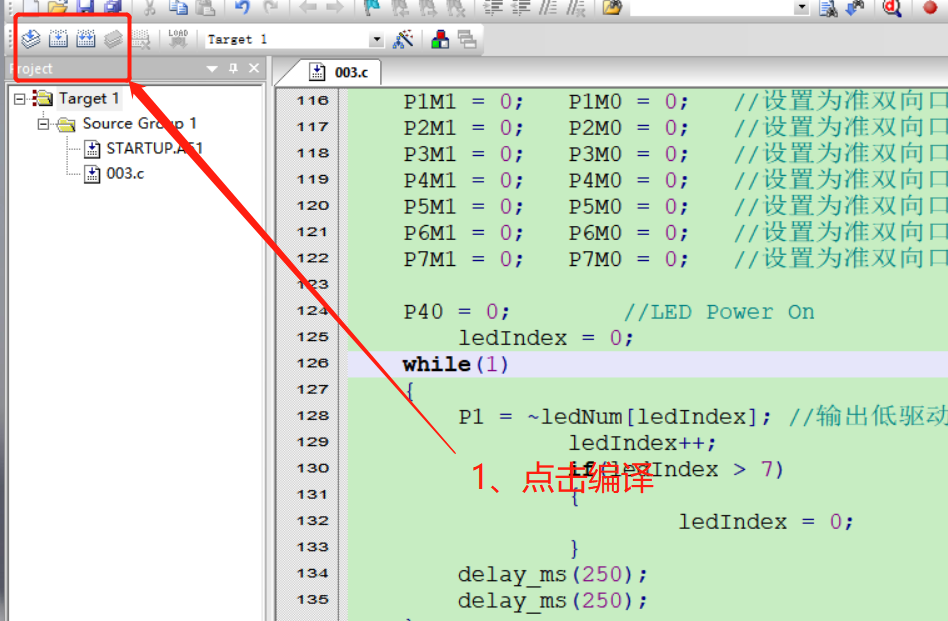 LOAD
Target 1
Project
003.c
Target 1
Source Group 1
STARTUP.A51
003.c
116 P1M1 = 0; P1M0 = 0; //设置为准双向口
117 P2M1 = 0; P2M0 = 0; //设置为准双向口
118 P3M1 = 0; P3M0 = 0; //设置为准双向口
119 P4M1 = 0; P4M0 = 0; //设置为准双向口
120 P5M1 = 0; P5M0 = 0; //设置为准双向口
121 P6M1 = 0; P6M0 = 0; //设置为准双向口
122 P7M1 = 0; P7M0 = 0; //设置为准双向口
123
124 P40 = 0; //LED Power On
125 ledIndex = 0;
126 while(1)
127 {
128 P1 = ~ledNum[ledIndex]; //输出低驱动
129 ledIndex++;
130 if(ledIndex > 7)
1、点击编译
131 {
132 ledIndex = 0;
133 }
134 delay_ms(250);
135 delay_ms(250);